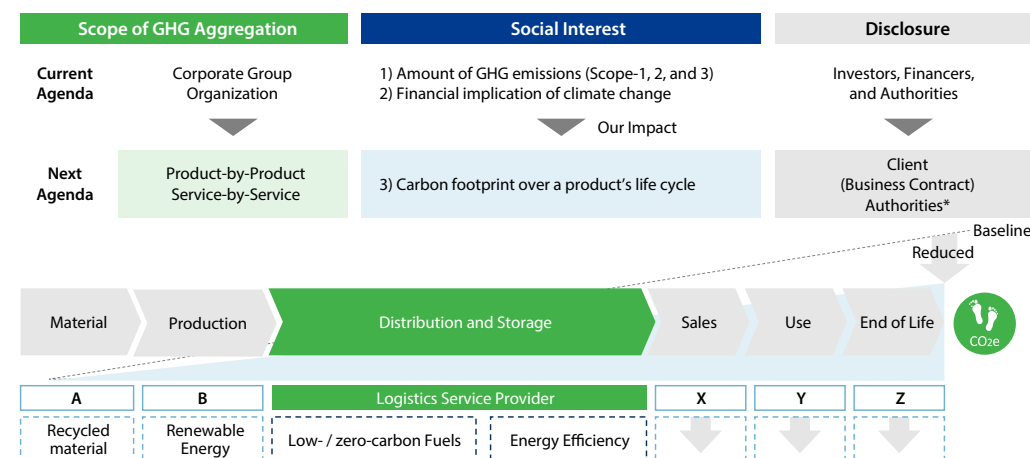 Scope of GHG Aggregation
Social Interest
Disclosure
Current
Agenda
Corporate Group
Organization
1) Amount of GHG emissions (Scope-1, 2, and 3)
2) Financial implication of climate change
Investors, Financers,
and Authorities
Our Impact
Next
Agenda
Product-by-Product
Service-by-Service
3) Carbon footprint over a product's life cycle
Client
(Business Contract)
Authorities*
Baseline
Reduced
Material
Production
Distribution and Storage
Sales
Use
End of Life
CO2e
A
B
Logistics Service Provider
X
Y
Z
Recycled
material
Renewable
Energy
Low- / zero-carbon Fuels
Energy Efficiency